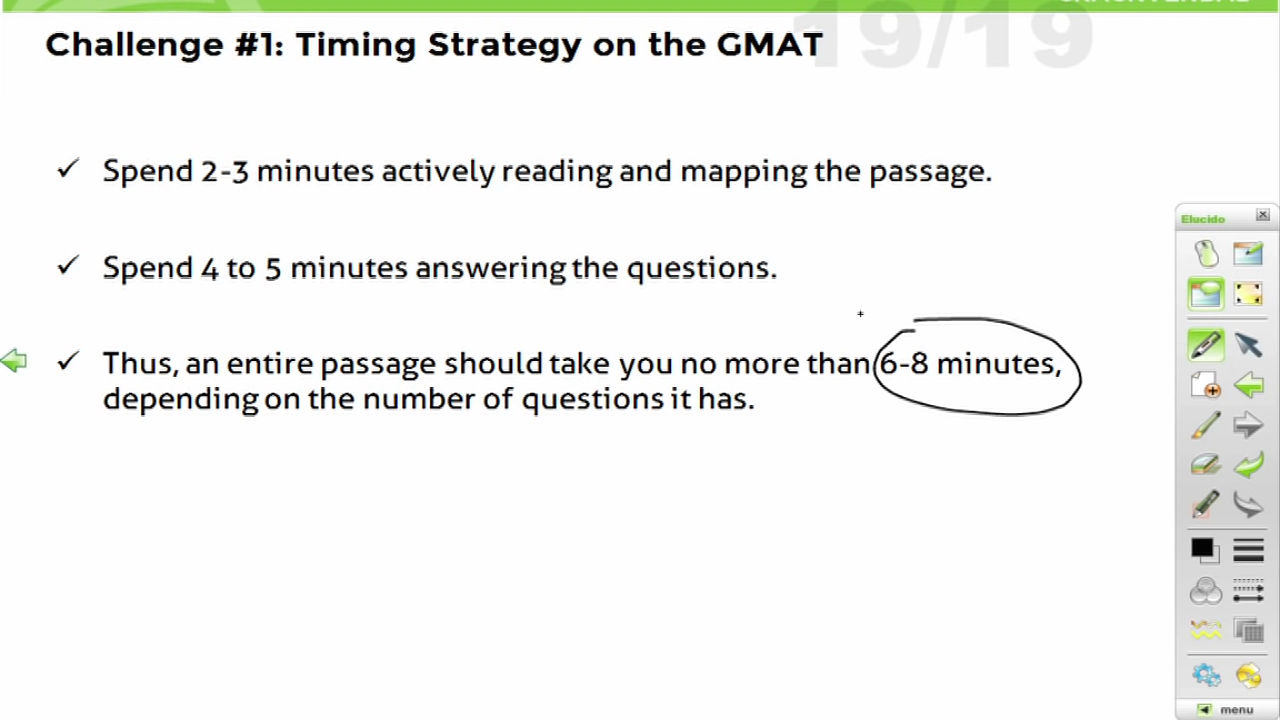 19/19
Challenge #1: Timing Strategy on the GMAT
✓ Spend 2-3 minutes actively reading and mapping the passage.
✓ Spend 4 to 5 minutes answering the questions.
✓ Thus, an entire passage should take you no more than 6-8 minutes,
depending on the number of questions it has.
Elucido
menu